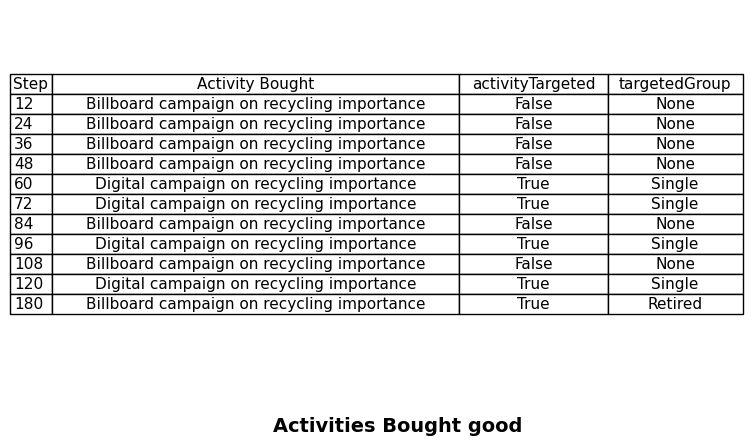 Step Activity Bought activityTargeted targetedGroup
12 Billboard campaign on recycling importance False None
24 Billboard campaign on recycling importance False None
36 Billboard campaign on recycling importance False None
48 Billboard campaign on recycling importance False None
60 Digital campaign on recycling importance True Single
72 Digital campaign on recycling importance True Single
84 Billboard campaign on recycling importance False None
96 Digital campaign on recycling importance True Single
108 Billboard campaign on recycling importance False None
120 Digital campaign on recycling importance True Single
180 Billboard campaign on recycling importance True Retired
Activities Bought good